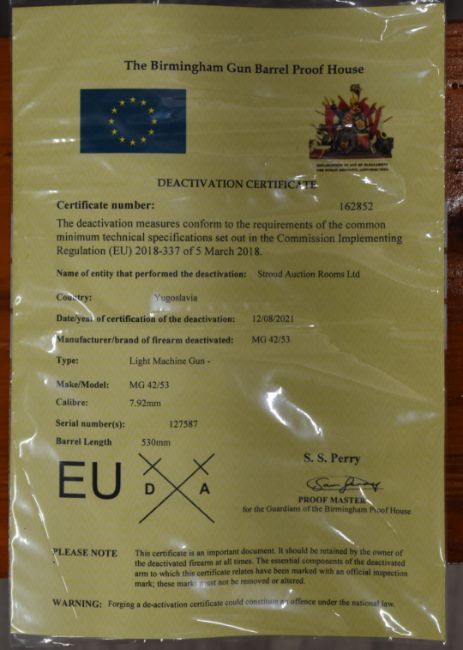 The Birmingham Gun Barrel Proof House
DEACTIVATION CERTIFICATE
Certificate number: 162852
The deactivation measures conform to the requirements of the common
minimum technical specifications set out in the Commission Implementing
Regulation (EU) 2018-337 of 5 March 2018.
Name of entity that performed the deactivation: Stroud Auction Rooms Ltd
Country: Yugoslavia
Date/year of certification of the deactivation: 12/08/2021
Manufacturer/brand of firearm deactivated: MG 42/53
Type: Light Machine Gun -
Make/Model: MG 42/53
Calibre: 7.92mm
Serial number(s): 127587
Barrel Length 530mm
EU D A
S. S. Perry
PROOF MASTER
for the Guardians of the Birmingham Proof House
PLEASE NOTE This certificate is an important document. It should be retained by the owner of
the deactivated firearm at all times. The essential components of the deactivated
arm to which this certificate relates have been marked with an official inspection
mark; these marks must not be removed or altered.
WARNING: Forging a de-activation certificate could constitute an offence under the national law.